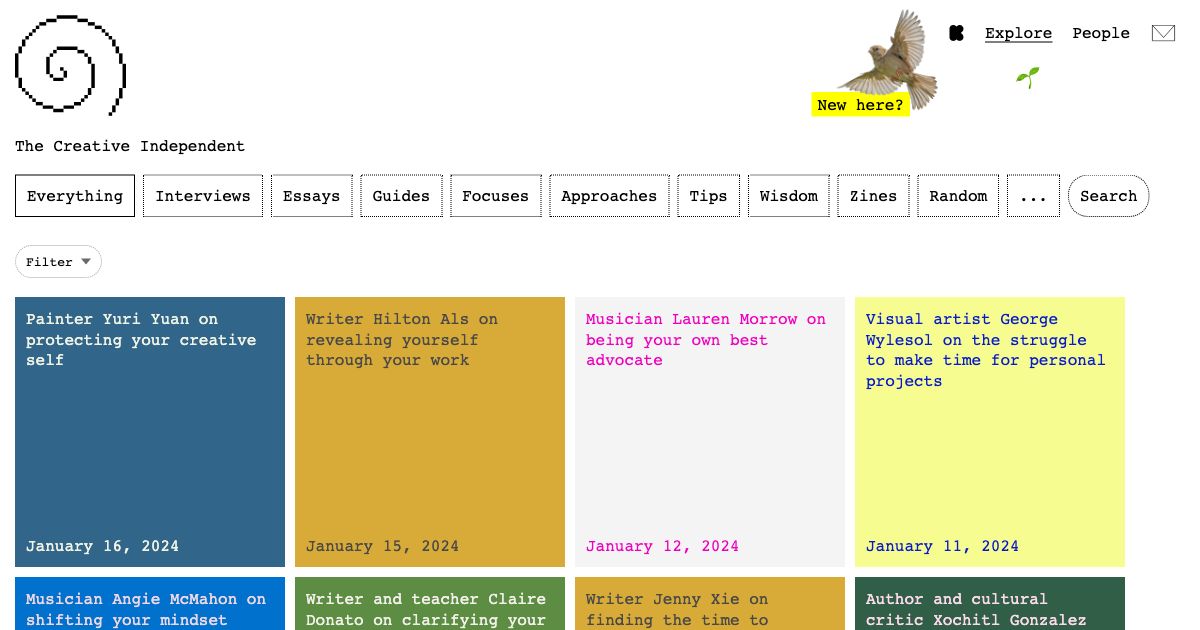 Explore People
New here?
The Creative Independent
Everything Interviews Essays Guides Focuses Approaches Tips Wisdom Zines Random ... Search
Filter
Painter Yuri Yuan on
protecting your creative
self
January 16, 2024
Writer Hilton Als on
revealing yourself
through your work
January 15, 2024
Musician Lauren Morrow on
being your own best
advocate
January 12, 2024
Visual artist George
Wylesol on the struggle
to make time for personal
projects
January 11, 2024
Musician Angie McMahon on
shifting your mindset
Writer and teacher Claire
Donato on clarifying your
Writer Jenny Xie on
finding the time to
Author and cultural
critic Xochitl Gonzalez